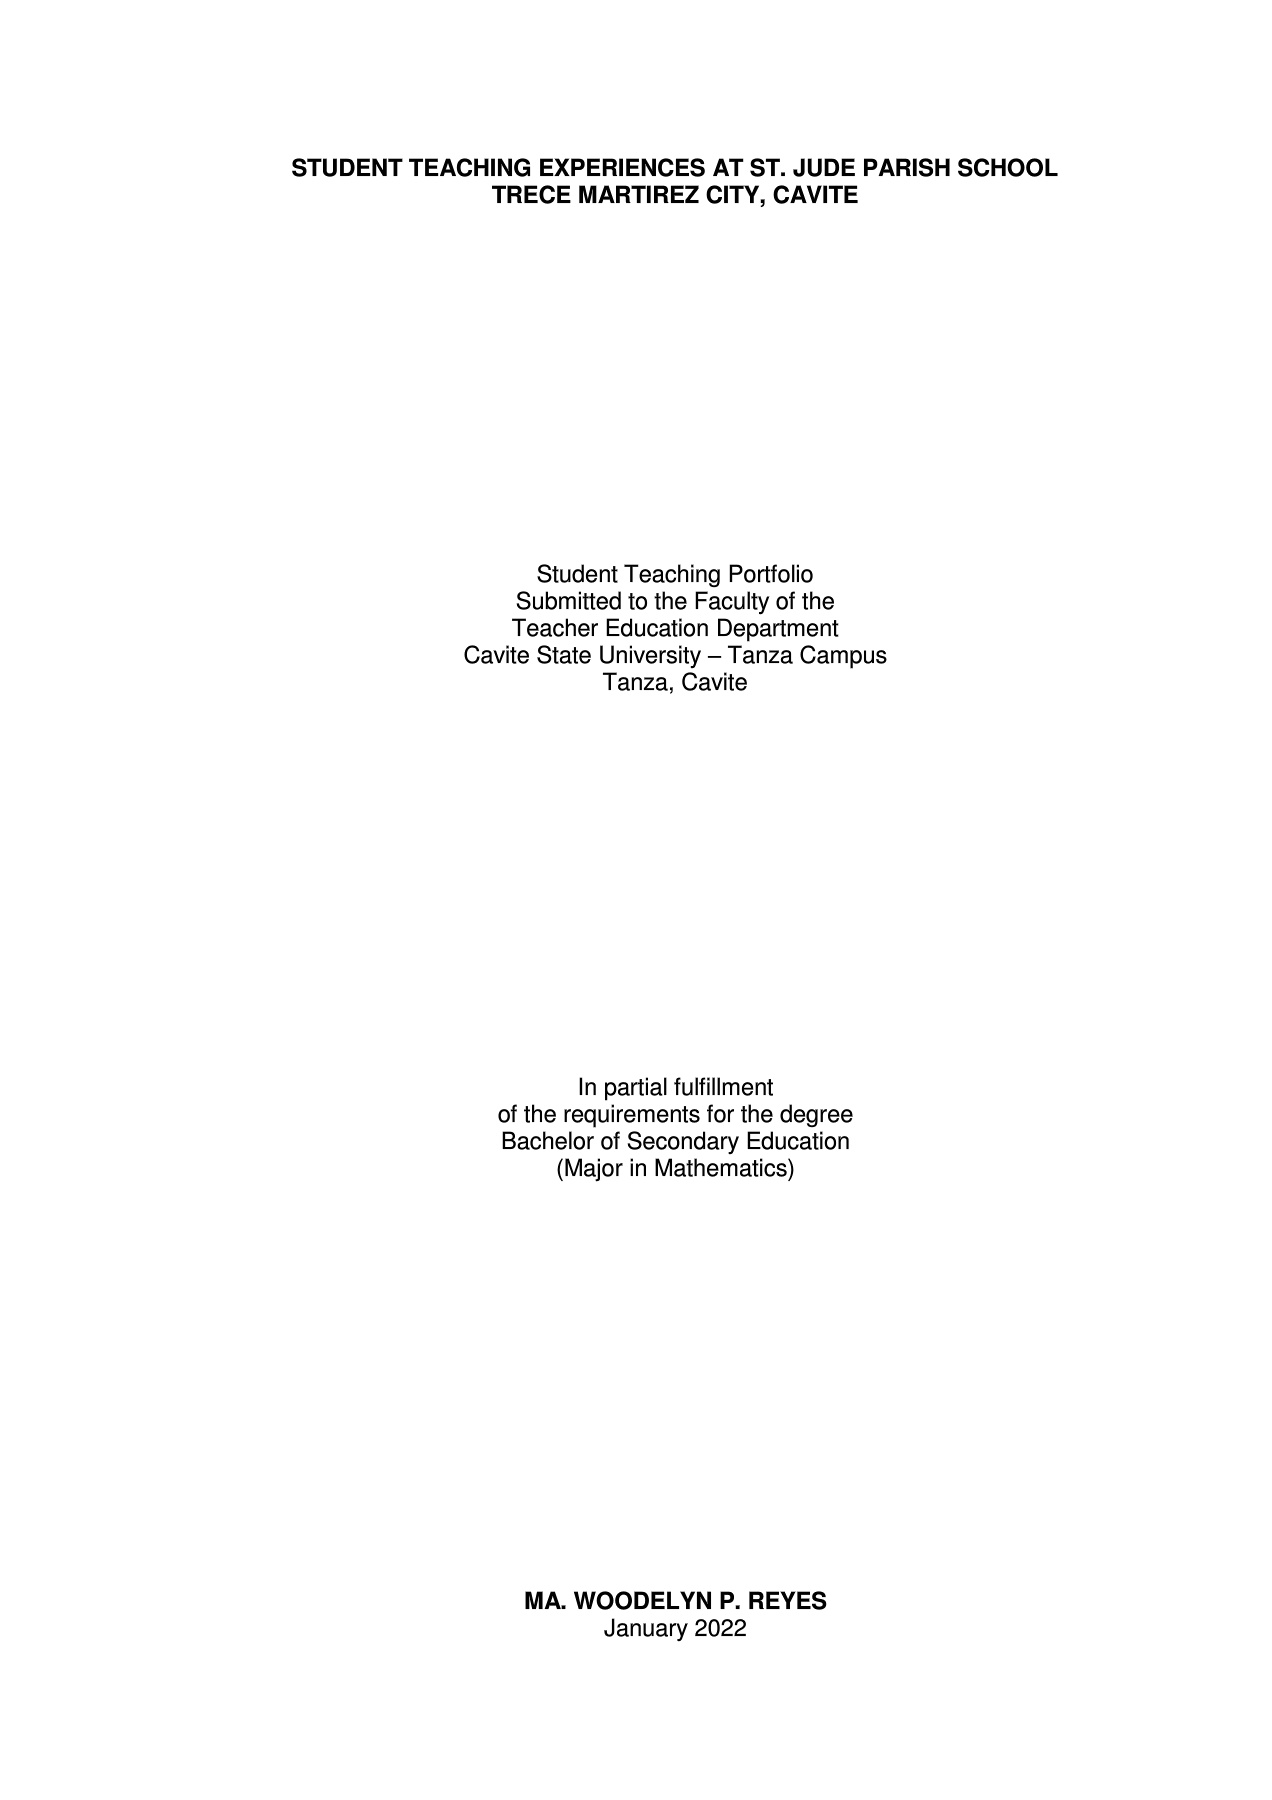 STUDENT TEACHING EXPERIENCES AT ST. JUDE PARISH SCHOOL
TRECE MARTIREZ CITY, CAVITE
Student Teaching Portfolio
Submitted to the Faculty of the
Teacher Education Department
Cavite State University – Tanza Campus
Tanza, Cavite
In partial fulfillment
of the requirements for the degree
Bachelor of Secondary Education
(Major in Mathematics)
MA. WOODELYN P. REYES
January 2022